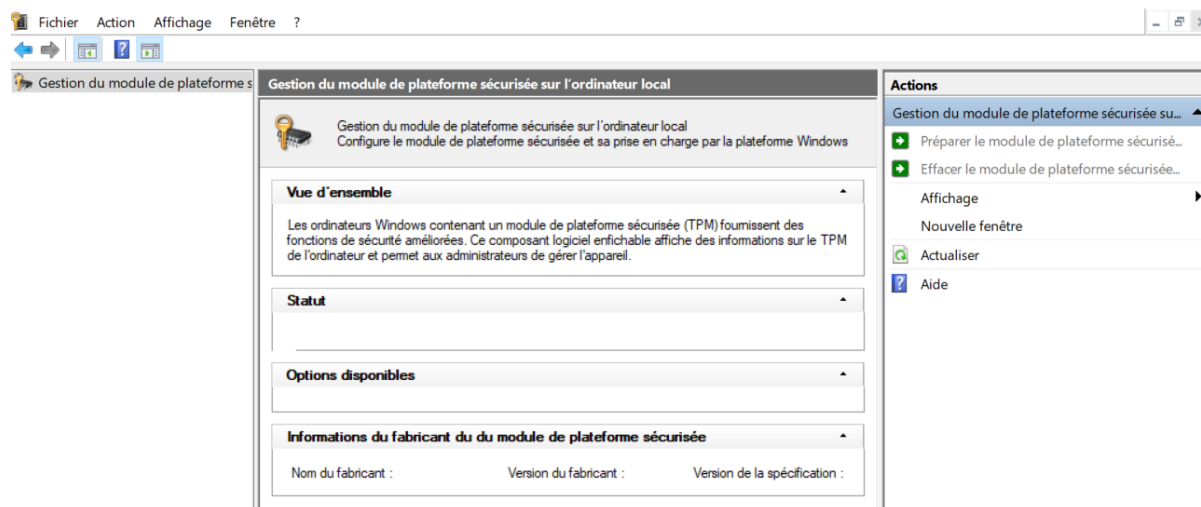 Fichier Action Affichage Fenêtre ?
Gestion du module de plateforme s
Gestion du module de plateforme sécurisée sur l'ordinateur local
Gestion du module de plateforme sécurisée sur l'ordinateur local
Configure le module de plateforme sécurisée et sa prise en charge par la plateforme Windows
Vue d'ensemble
Les ordinateurs Windows contenant un module de plateforme sécurisée (TPM) fournissent des
fonctions de sécurité améliorées. Ce composant logiciel enfichable affiche des informations sur le TPM
de l'ordinateur et permet aux administrateurs de gérer l'appareil.
Statut
Options disponibles
Informations du fabricant du du module de plateforme sécurisée
Nom du fabricant : Version du fabricant : Version de la spécification :
Actions
Gestion du module de plateforme sécurisée su...
Préparer le module de plateforme sécurisé...
Effacer le module de plateforme sécurisée...
Affichage
Nouvelle fenêtre
Actualiser
? Aide